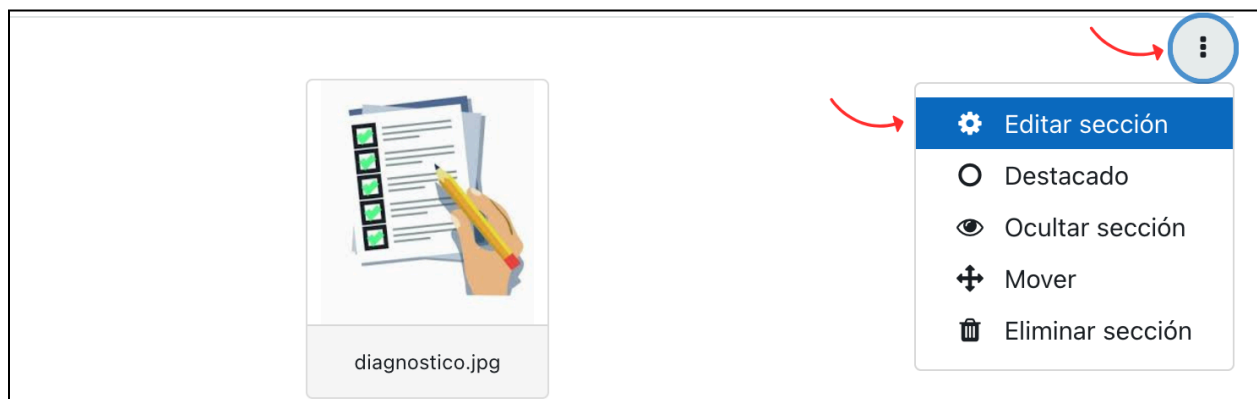 Editar sección
Destacado
Ocultar sección
Mover
Eliminar sección
diagnostico.jpg